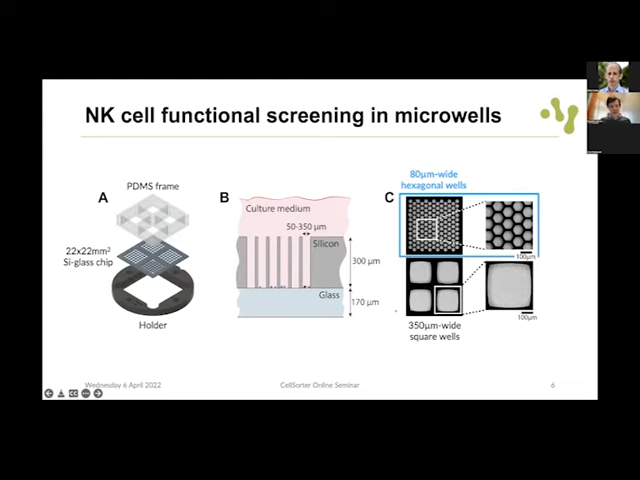 NK cell functional screening in microwells
A
PDMS frame
22x22mm²
Si-glass chip
Holder
B
Culture medium
50-350 µm
Silicon
300 µm
Glass
170 µm
C
80µm-wide
hexagonal wells
100µm
100µm
350µm-wide
square wells
Wednesday 6 April 2022
CellSorter Online Seminar
6